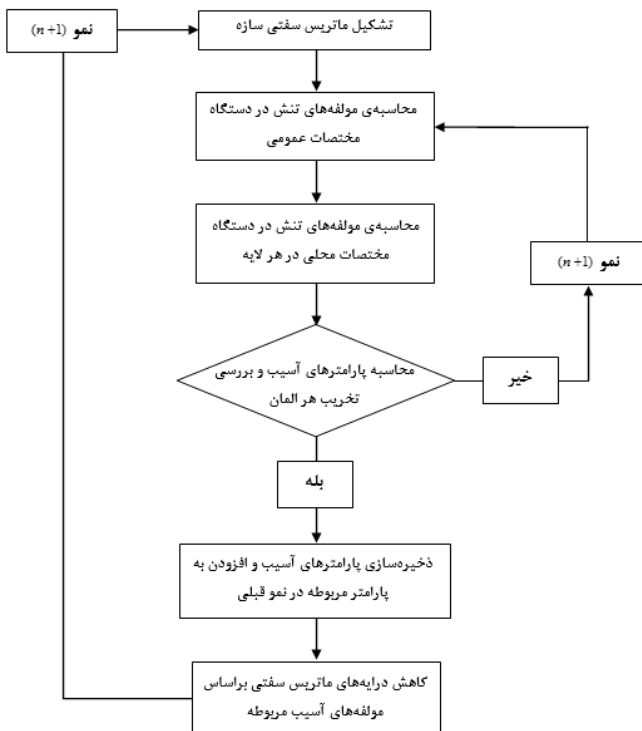 نمو (n+1)
تشکیل ماتریس سفتی سازه
محاسبه‌ی مولفه‌های تنش در دستگاه
مختصات عمومی
محاسبه‌ی مولفه‌های تنش در دستگاه
مختصات محلی در هر لایه
نمو (n+1)
محاسبه پارامترهای آسیب و بررسی
تخریب هر المان
خیر
بله
ذخیره‌سازی پارامترهای آسیب و افزودن به
پارامتر مربوطه در نمو قبلی
کاهش درایه‌های ماتریس سفتی براساس
مولفه‌های آسیب مربوطه